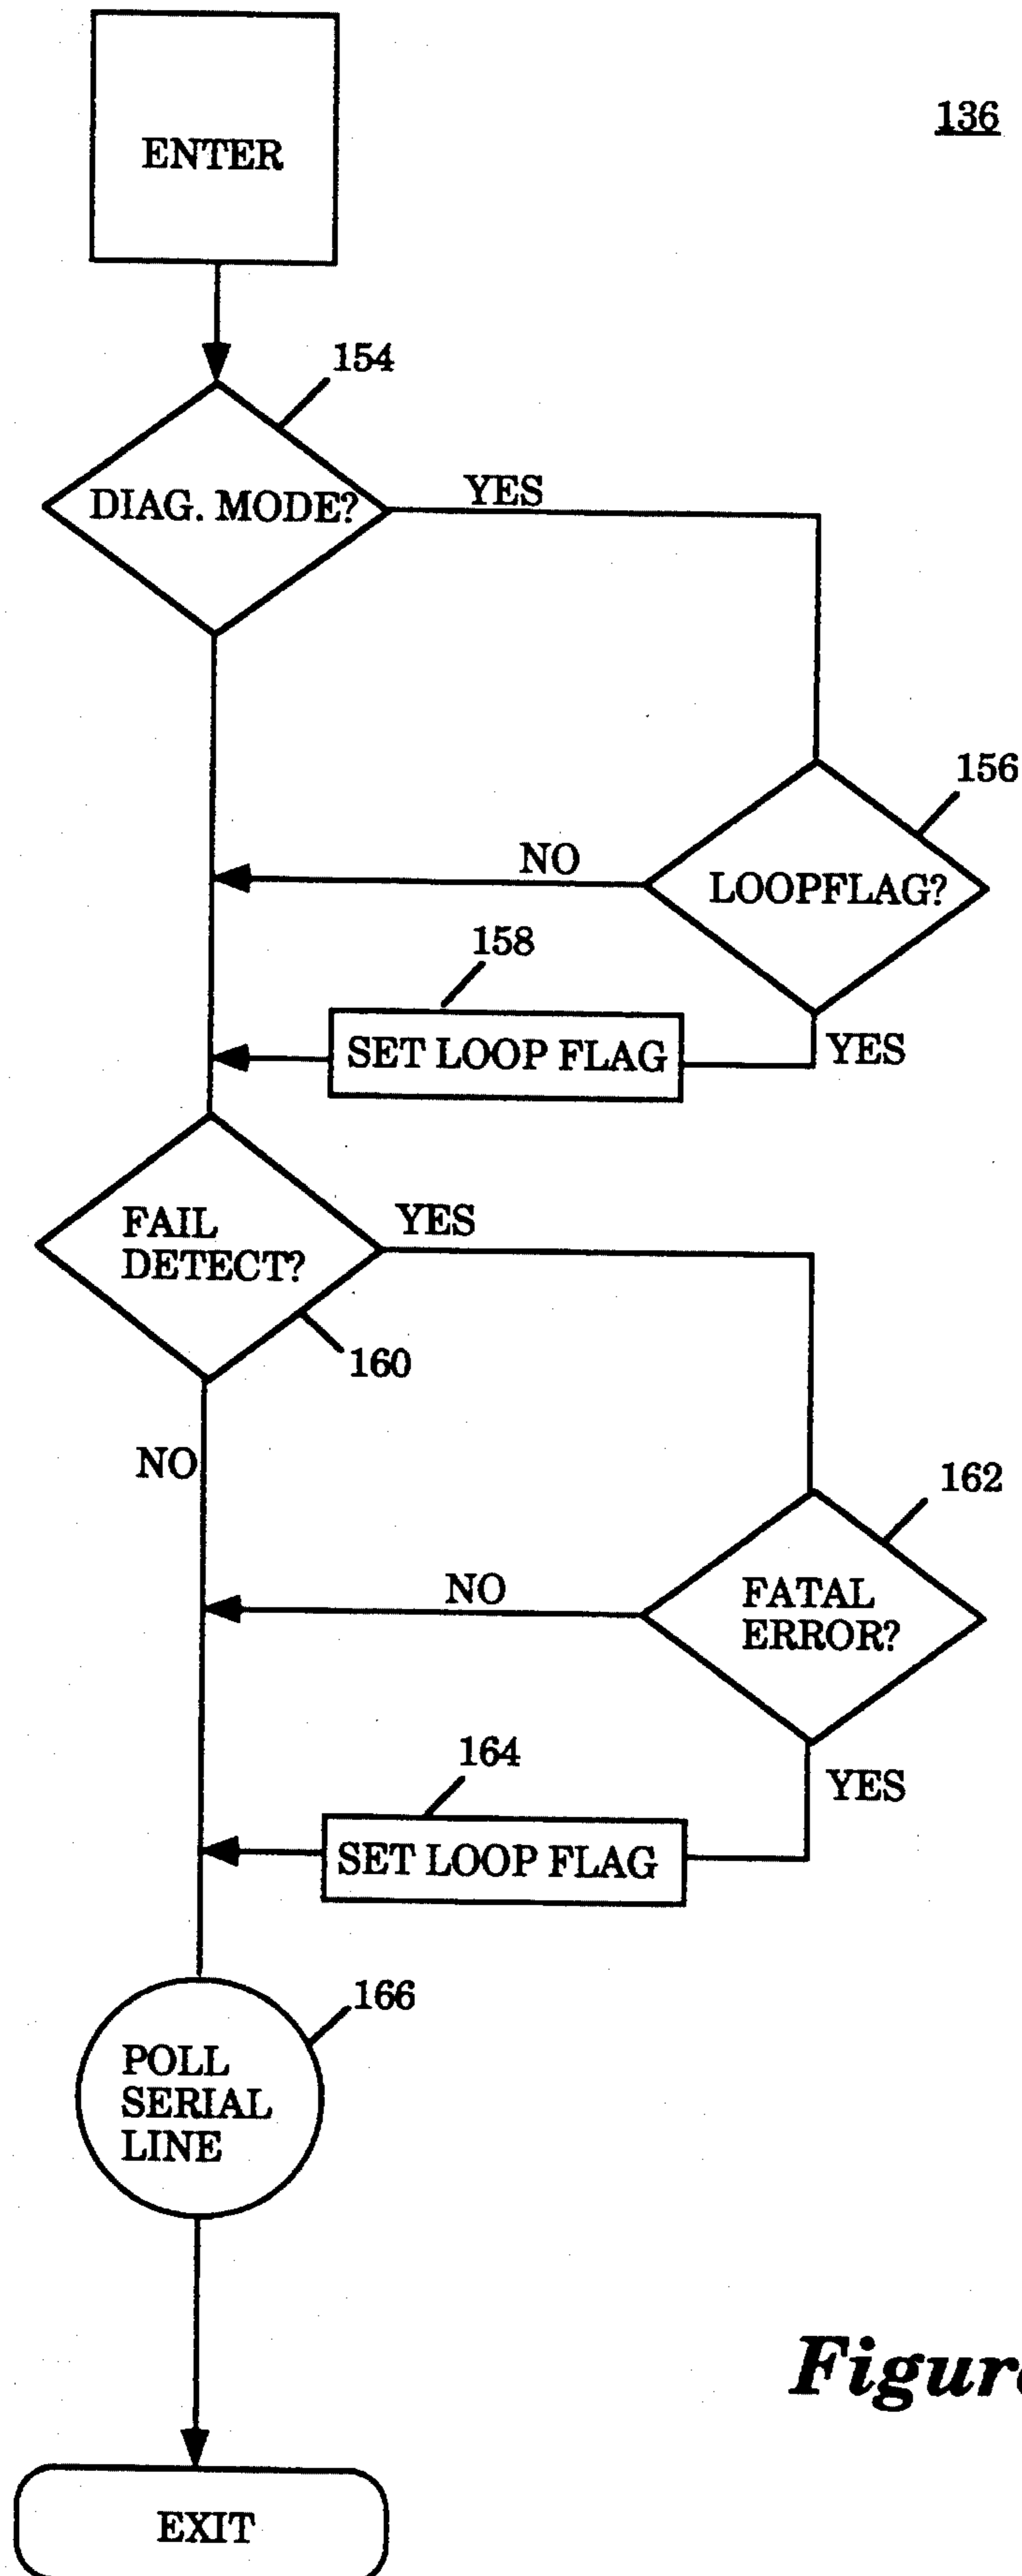 136
ENTER
154
DIAG. MODE?
YES
156
LOOPFLAG?
NO
158
SET LOOP FLAG
YES
FAIL
DETECT?
YES
160
NO
162
FATAL
ERROR?
NO
164
YES
SET LOOP FLAG
166
POLL
SERIAL
LINE
Figure
EXIT